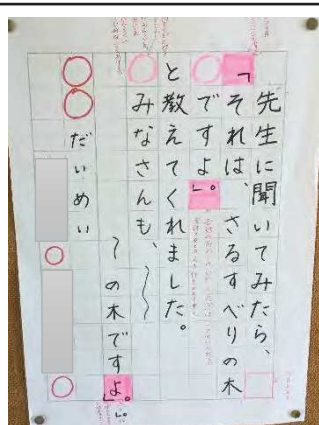 先生に聞いてみたら、
「それは、さるすべりの木
ですよ」。
と教えてくれました。
みなさんも、〜〜
〜の木ですよ。」。
だいめい